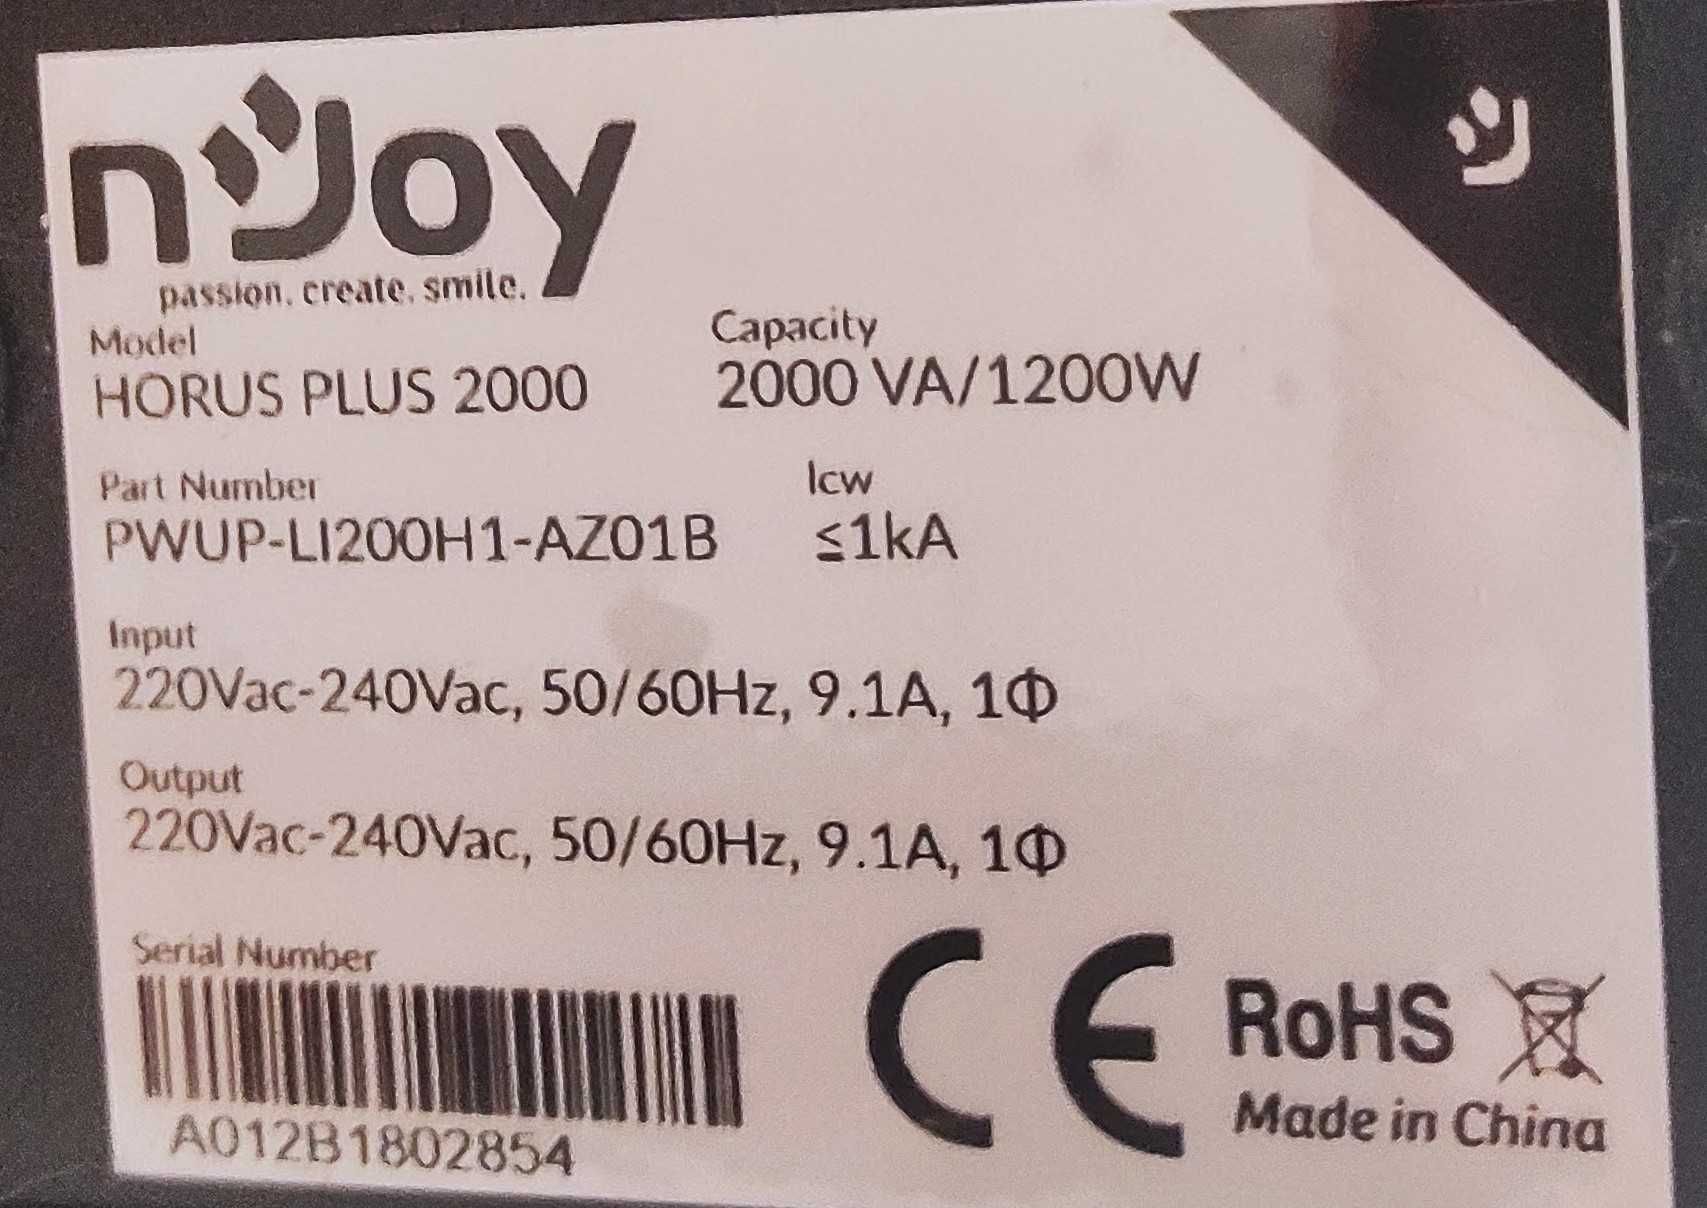 n'Joy
passion. create. smile.
Model
HORUS PLUS 2000
Capacity
2000 VA/1200W
Part Number
PWUP-LI200H1-AZ01B
Icw
≤1kA
Input
220Vac-240Vac, 50/60Hz, 9.1A, 1Φ
Output
220Vac-240Vac, 50/60Hz, 9.1A, 1Φ
Serial Number
A012B1802854
CE
RoHS
Made in China